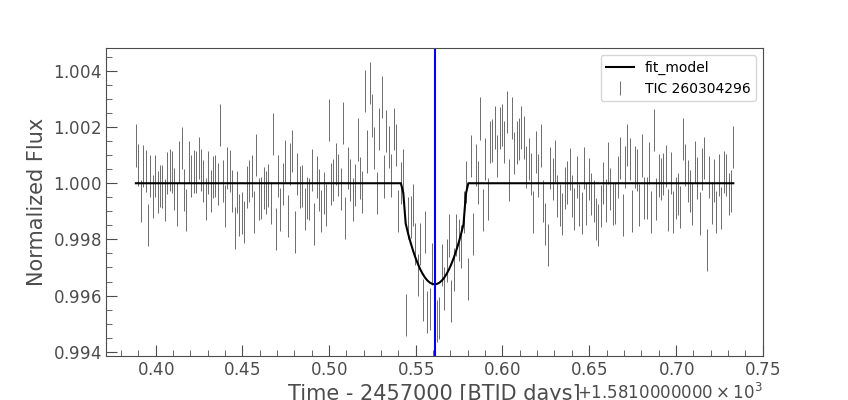 1.004
1.002
1.000
0.998
0.996
0.994
Normalized Flux
fit_model
TIC 260304296
0.40 0.45 0.50 0.55 0.60 0.65 0.70 0.75
Time - 2457000 [BTJD days]
+1.5810000000 × 10³